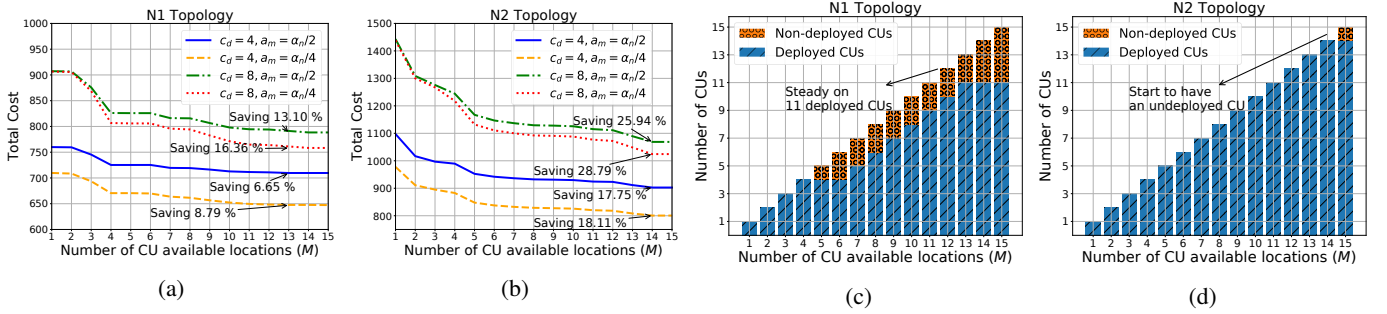 N1 Topology
1000
950
900
850
800
750
700
650
600
Total Cost
c_d = 4, a_m = α_n/2
c_d = 4, a_m = α_n/4
c_d = 8, a_m = α_n/2
c_d = 8, a_m = α_n/4
Saving 13.10 %
Saving 16.36 %
Saving 6.65 %
Saving 8.79 %
1 2 3 4 5 6 7 8 9 10 11 12 13 14 15
Number of CU available locations (M)
(a)
N2 Topology
1500
1400
1300
1200
1100
1000
900
800
Total Cost
c_d = 4, a_m = α_n/2
c_d = 4, a_m = α_n/4
c_d = 8, a_m = α_n/2
c_d = 8, a_m = α_n/4
Saving 25.94 %
Saving 28.79 %
Saving 17.75 %
Saving 18.11 %
1 2 3 4 5 6 7 8 9 10 11 12 13 14 15
Number of CU available locations (M)
(b)
N1 Topology
Non-deployed CUs
Deployed CUs
15
13
11
9
7
5
3
1
Number of CUs
Steady on
11 deployed CUs
1 2 3 4 5 6 7 8 9 10 11 12 13 14 15
Number of CU available locations (M)
(c)
N2 Topology
Non-deployed CUs
Deployed CUs
15
13
11
9
7
5
3
1
Number of CUs
Start to have
an undeployed CU
1 2 3 4 5 6 7 8 9 10 11 12 13 14 15
Number of CU available locations (M)
(d)